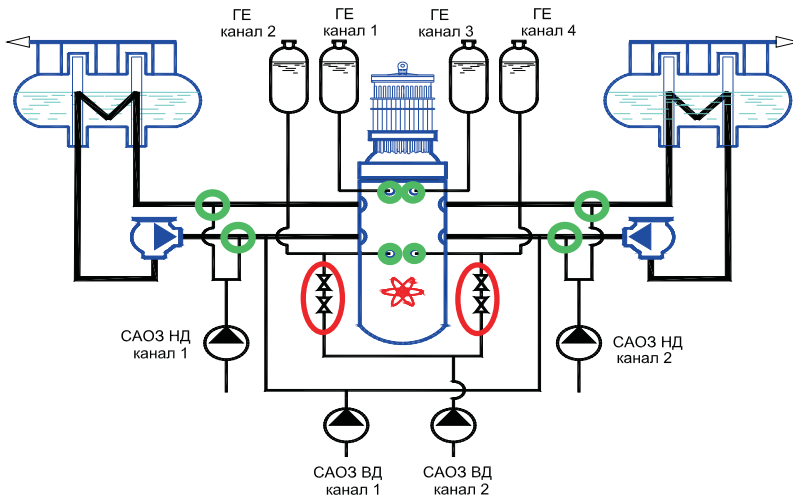 ГЕ
канал 2
ГЕ
канал 1
ГЕ
канал 3
ГЕ
канал 4
САОЗ НД
канал 1
САОЗ НД
канал 2
САОЗ ВД
канал 1
САОЗ ВД
канал 2